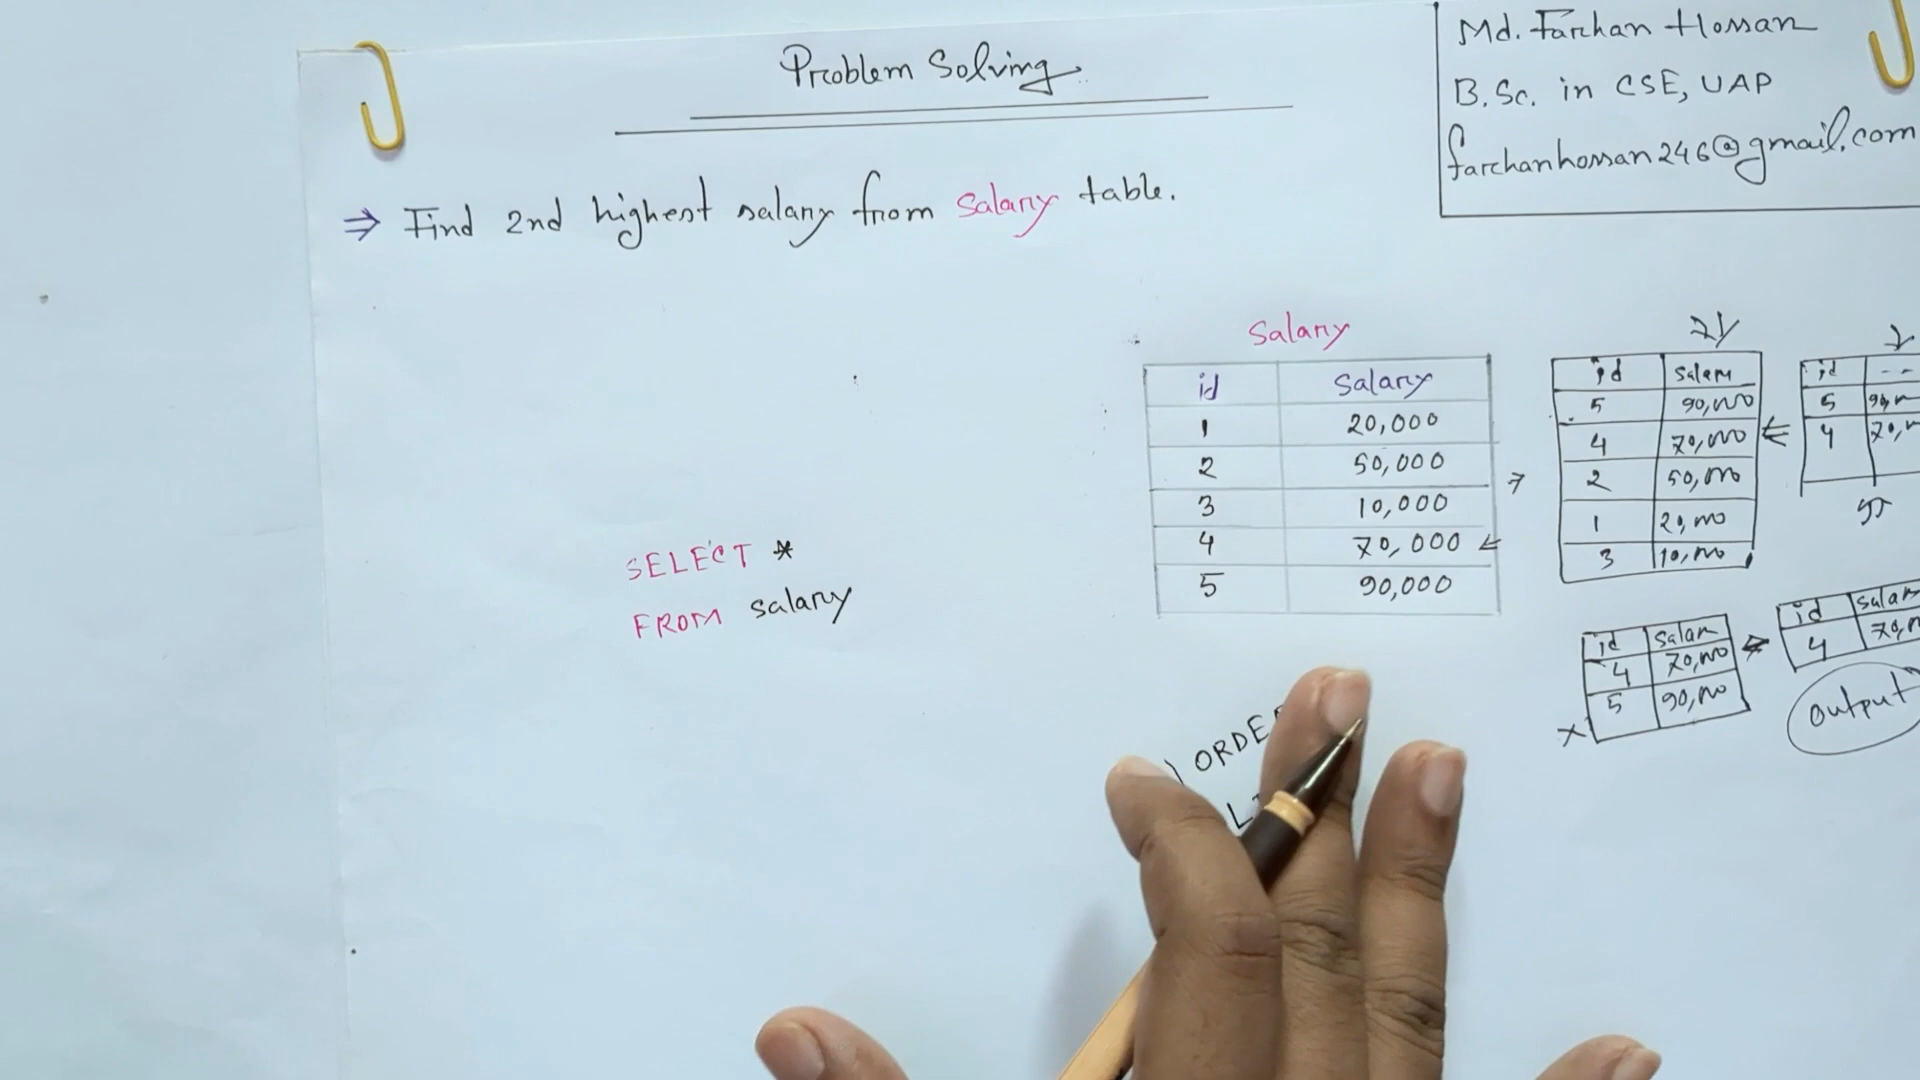 Problem Solving
Md. Farhan Hossan
B.Sc. in CSE, UAP
farhanhossan246@gmail.com
⇒ Find 2nd highest salary from Salary table.
Salary
id Salary
1 20,000
2 50,000
3 10,000
4 70,000
5 90,000
id
5 90,000
4 70,000
2 50,000
1 20,000
3 10,000
id --
5
4
SELECT *
FROM salary
id
4 70,000
5 90,000
id
4
output
) ORDE